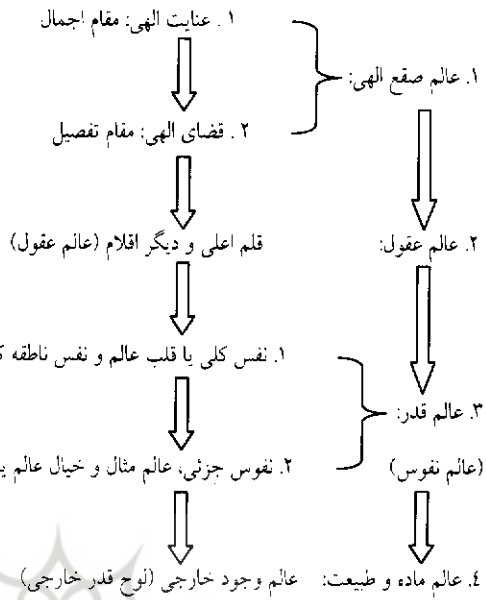 ۱. عنایت الهی: مقام اجمال
۱. عالم صقع الهی:
۲. قضای الهی: مقام تفصیل
۲. عالم عقول:
قلم اعلی و دیگر اقلام (عالم عقول)
۱. نفس کلی یا قلب عالم و نفس ناطقه
۳. عالم قدر:
(عالم نفوس)
۲. نفوس جزئی، عالم مثال و خیال عالم
۴. عالم ماده و طبیعت:
عالم وجود خارجی (لوح قدر خارجی)